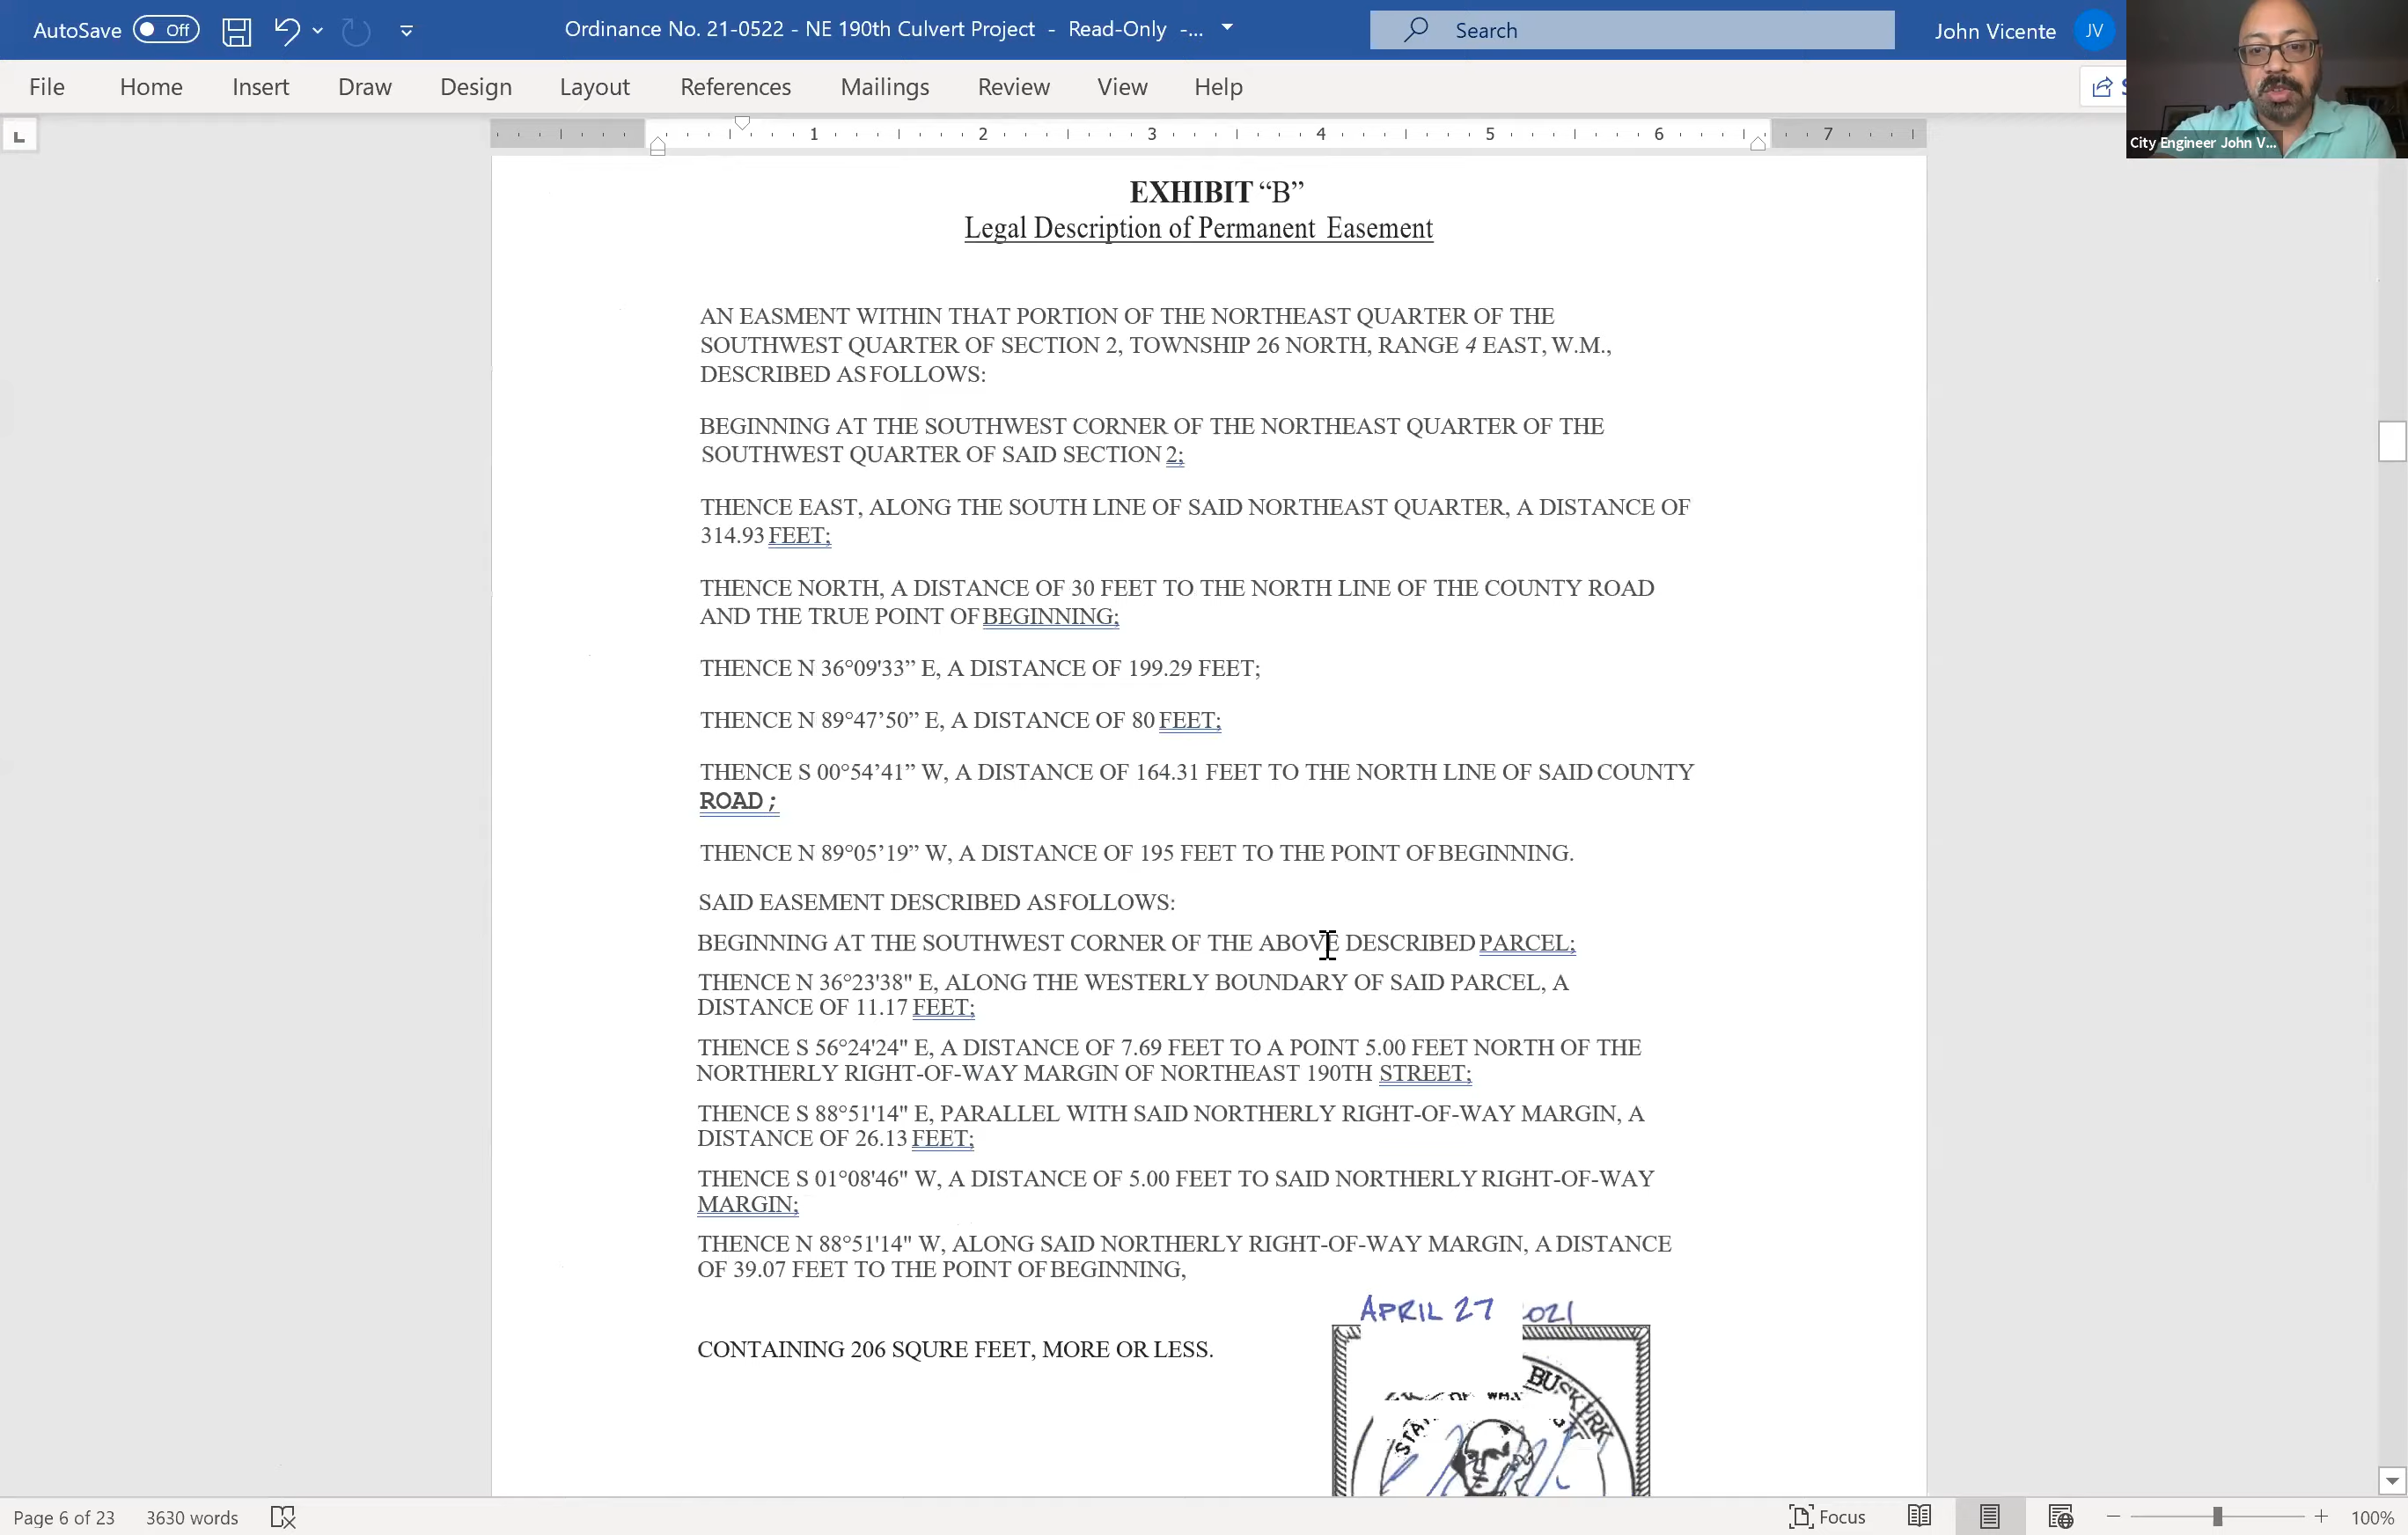 AutoSave Off Ordinance No. 21-0522 - NE 190th Culvert Project - Read-Only -... Search John Vicente JV
File Home Insert Draw Design Layout References Mailings Review View Help
City Engineer John V...
1 2 3 4 5 6 7
EXHIBIT “B”
Legal Description of Permanent Easement
AN EASMENT WITHIN THAT PORTION OF THE NORTHEAST QUARTER OF THE
SOUTHWEST QUARTER OF SECTION 2, TOWNSHIP 26 NORTH, RANGE 4 EAST, W.M.,
DESCRIBED AS FOLLOWS:
BEGINNING AT THE SOUTHWEST CORNER OF THE NORTHEAST QUARTER OF THE
SOUTHWEST QUARTER OF SAID SECTION 2;
THENCE EAST, ALONG THE SOUTH LINE OF SAID NORTHEAST QUARTER, A DISTANCE OF
314.93 FEET;
THENCE NORTH, A DISTANCE OF 30 FEET TO THE NORTH LINE OF THE COUNTY ROAD
AND THE TRUE POINT OF BEGINNING;
THENCE N 36°09'33” E, A DISTANCE OF 199.29 FEET;
THENCE N 89°47’50” E, A DISTANCE OF 80 FEET;
THENCE S 00°54’41” W, A DISTANCE OF 164.31 FEET TO THE NORTH LINE OF SAID COUNTY
ROAD;
THENCE N 89°05’19” W, A DISTANCE OF 195 FEET TO THE POINT OF BEGINNING.
SAID EASEMENT DESCRIBED AS FOLLOWS:
BEGINNING AT THE SOUTHWEST CORNER OF THE ABOVE DESCRIBED PARCEL;
THENCE N 36°23'38" E, ALONG THE WESTERLY BOUNDARY OF SAID PARCEL, A
DISTANCE OF 11.17 FEET;
THENCE S 56°24'24" E, A DISTANCE OF 7.69 FEET TO A POINT 5.00 FEET NORTH OF THE
NORTHERLY RIGHT-OF-WAY MARGIN OF NORTHEAST 190TH STREET;
THENCE S 88°51'14" E, PARALLEL WITH SAID NORTHERLY RIGHT-OF-WAY MARGIN, A
DISTANCE OF 26.13 FEET;
THENCE S 01°08'46" W, A DISTANCE OF 5.00 FEET TO SAID NORTHERLY RIGHT-OF-WAY
MARGIN;
THENCE N 88°51'14" W, ALONG SAID NORTHERLY RIGHT-OF-WAY MARGIN, A DISTANCE
OF 39.07 FEET TO THE POINT OF BEGINNING,
APRIL 27 021
CONTAINING 206 SQURE FEET, MORE OR LESS.
BUSKIRK
Page 6 of 23 3630 words Focus 100%